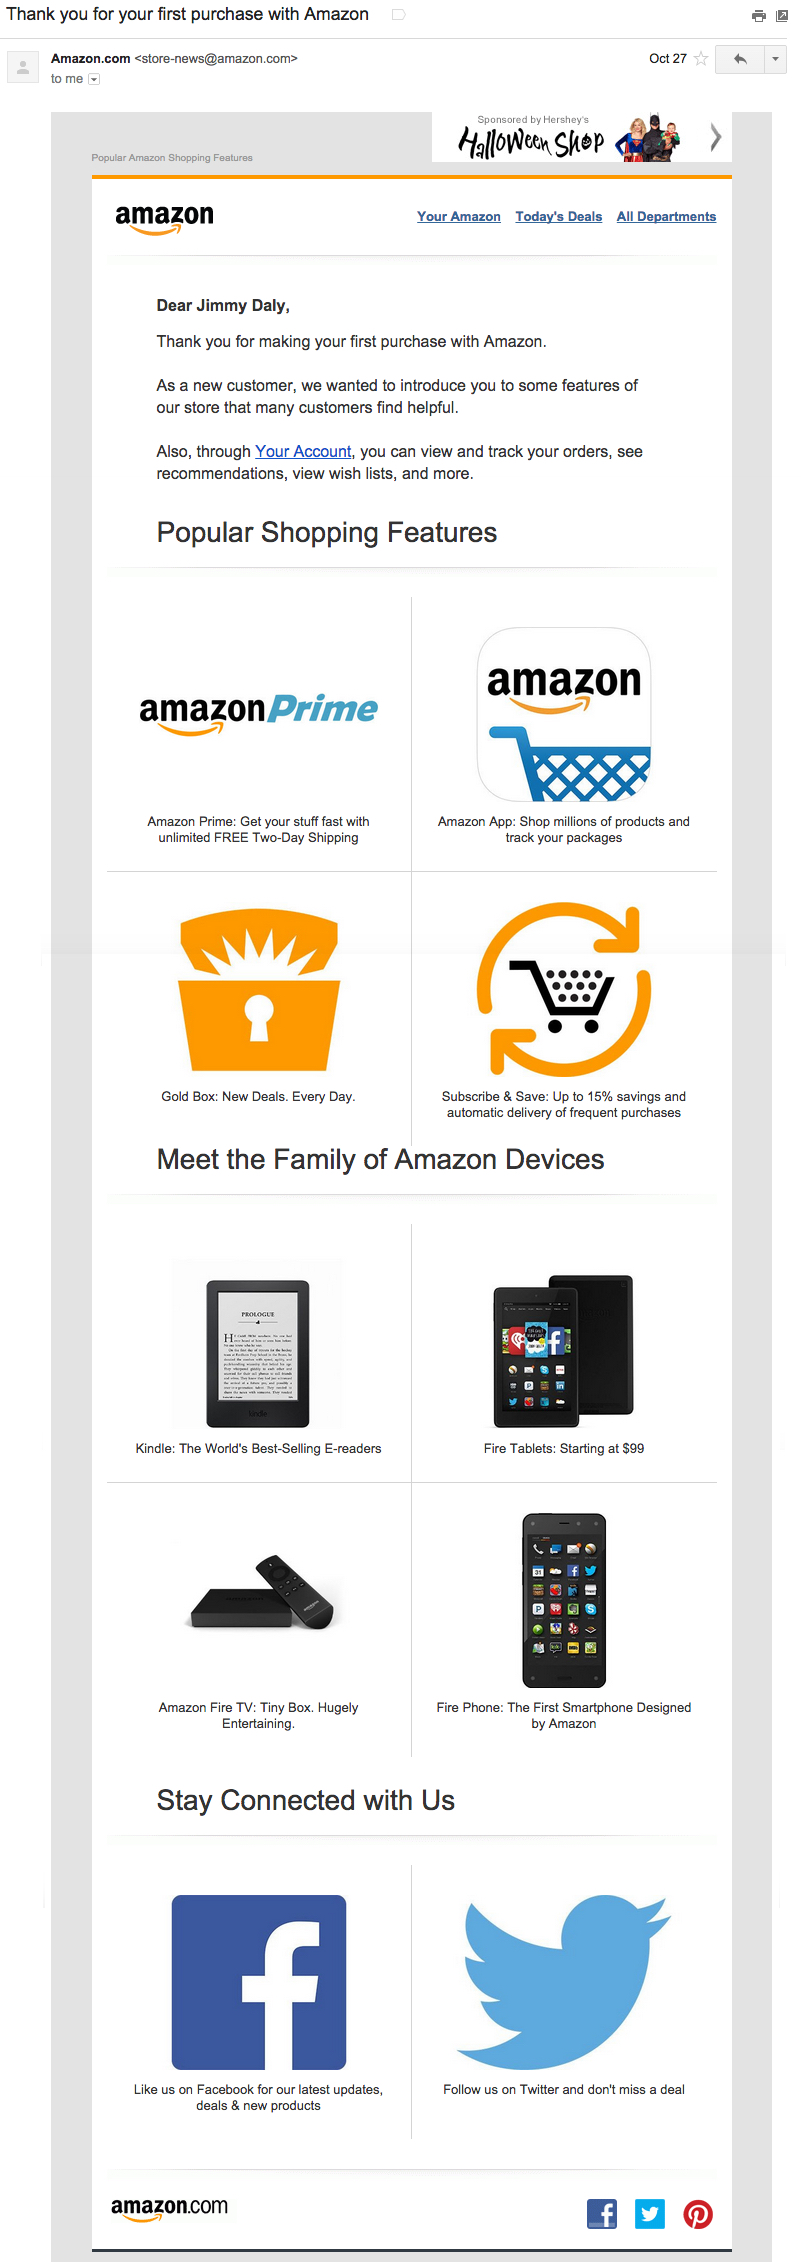 Thank you for your first purchase with Amazon
Amazon.com <store-news@amazon.com>
Oct 27
to me
Sponsored by Hershey's
Halloween Shop
Popular Amazon Shopping Features
amazon
Your Amazon Today's Deals All Departments
Dear Jimmy Daly,
Thank you for making your first purchase with Amazon.
As a new customer, we wanted to introduce you to some features of
our store that many customers find helpful.
Also, through Your Account, you can view and track your orders, see
recommendations, view wish lists, and more.
Popular Shopping Features
amazonPrime
amazon
Amazon Prime: Get your stuff fast with
unlimited FREE Two-Day Shipping
Amazon App: Shop millions of products and
track your packages
Gold Box: New Deals. Every Day.
Subscribe & Save: Up to 15% savings and
automatic delivery of frequent purchases
Meet the Family of Amazon Devices
PROLOGUE
kindle
Kindle: The World's Best-Selling E-readers
Fire Tablets: Starting at $99
Amazon Fire TV: Tiny Box. Hugely
Entertaining.
Fire Phone: The First Smartphone Designed
by Amazon
Stay Connected with Us
Like us on Facebook for our latest updates,
deals & new products
Follow us on Twitter and don't miss a deal
amazon.com